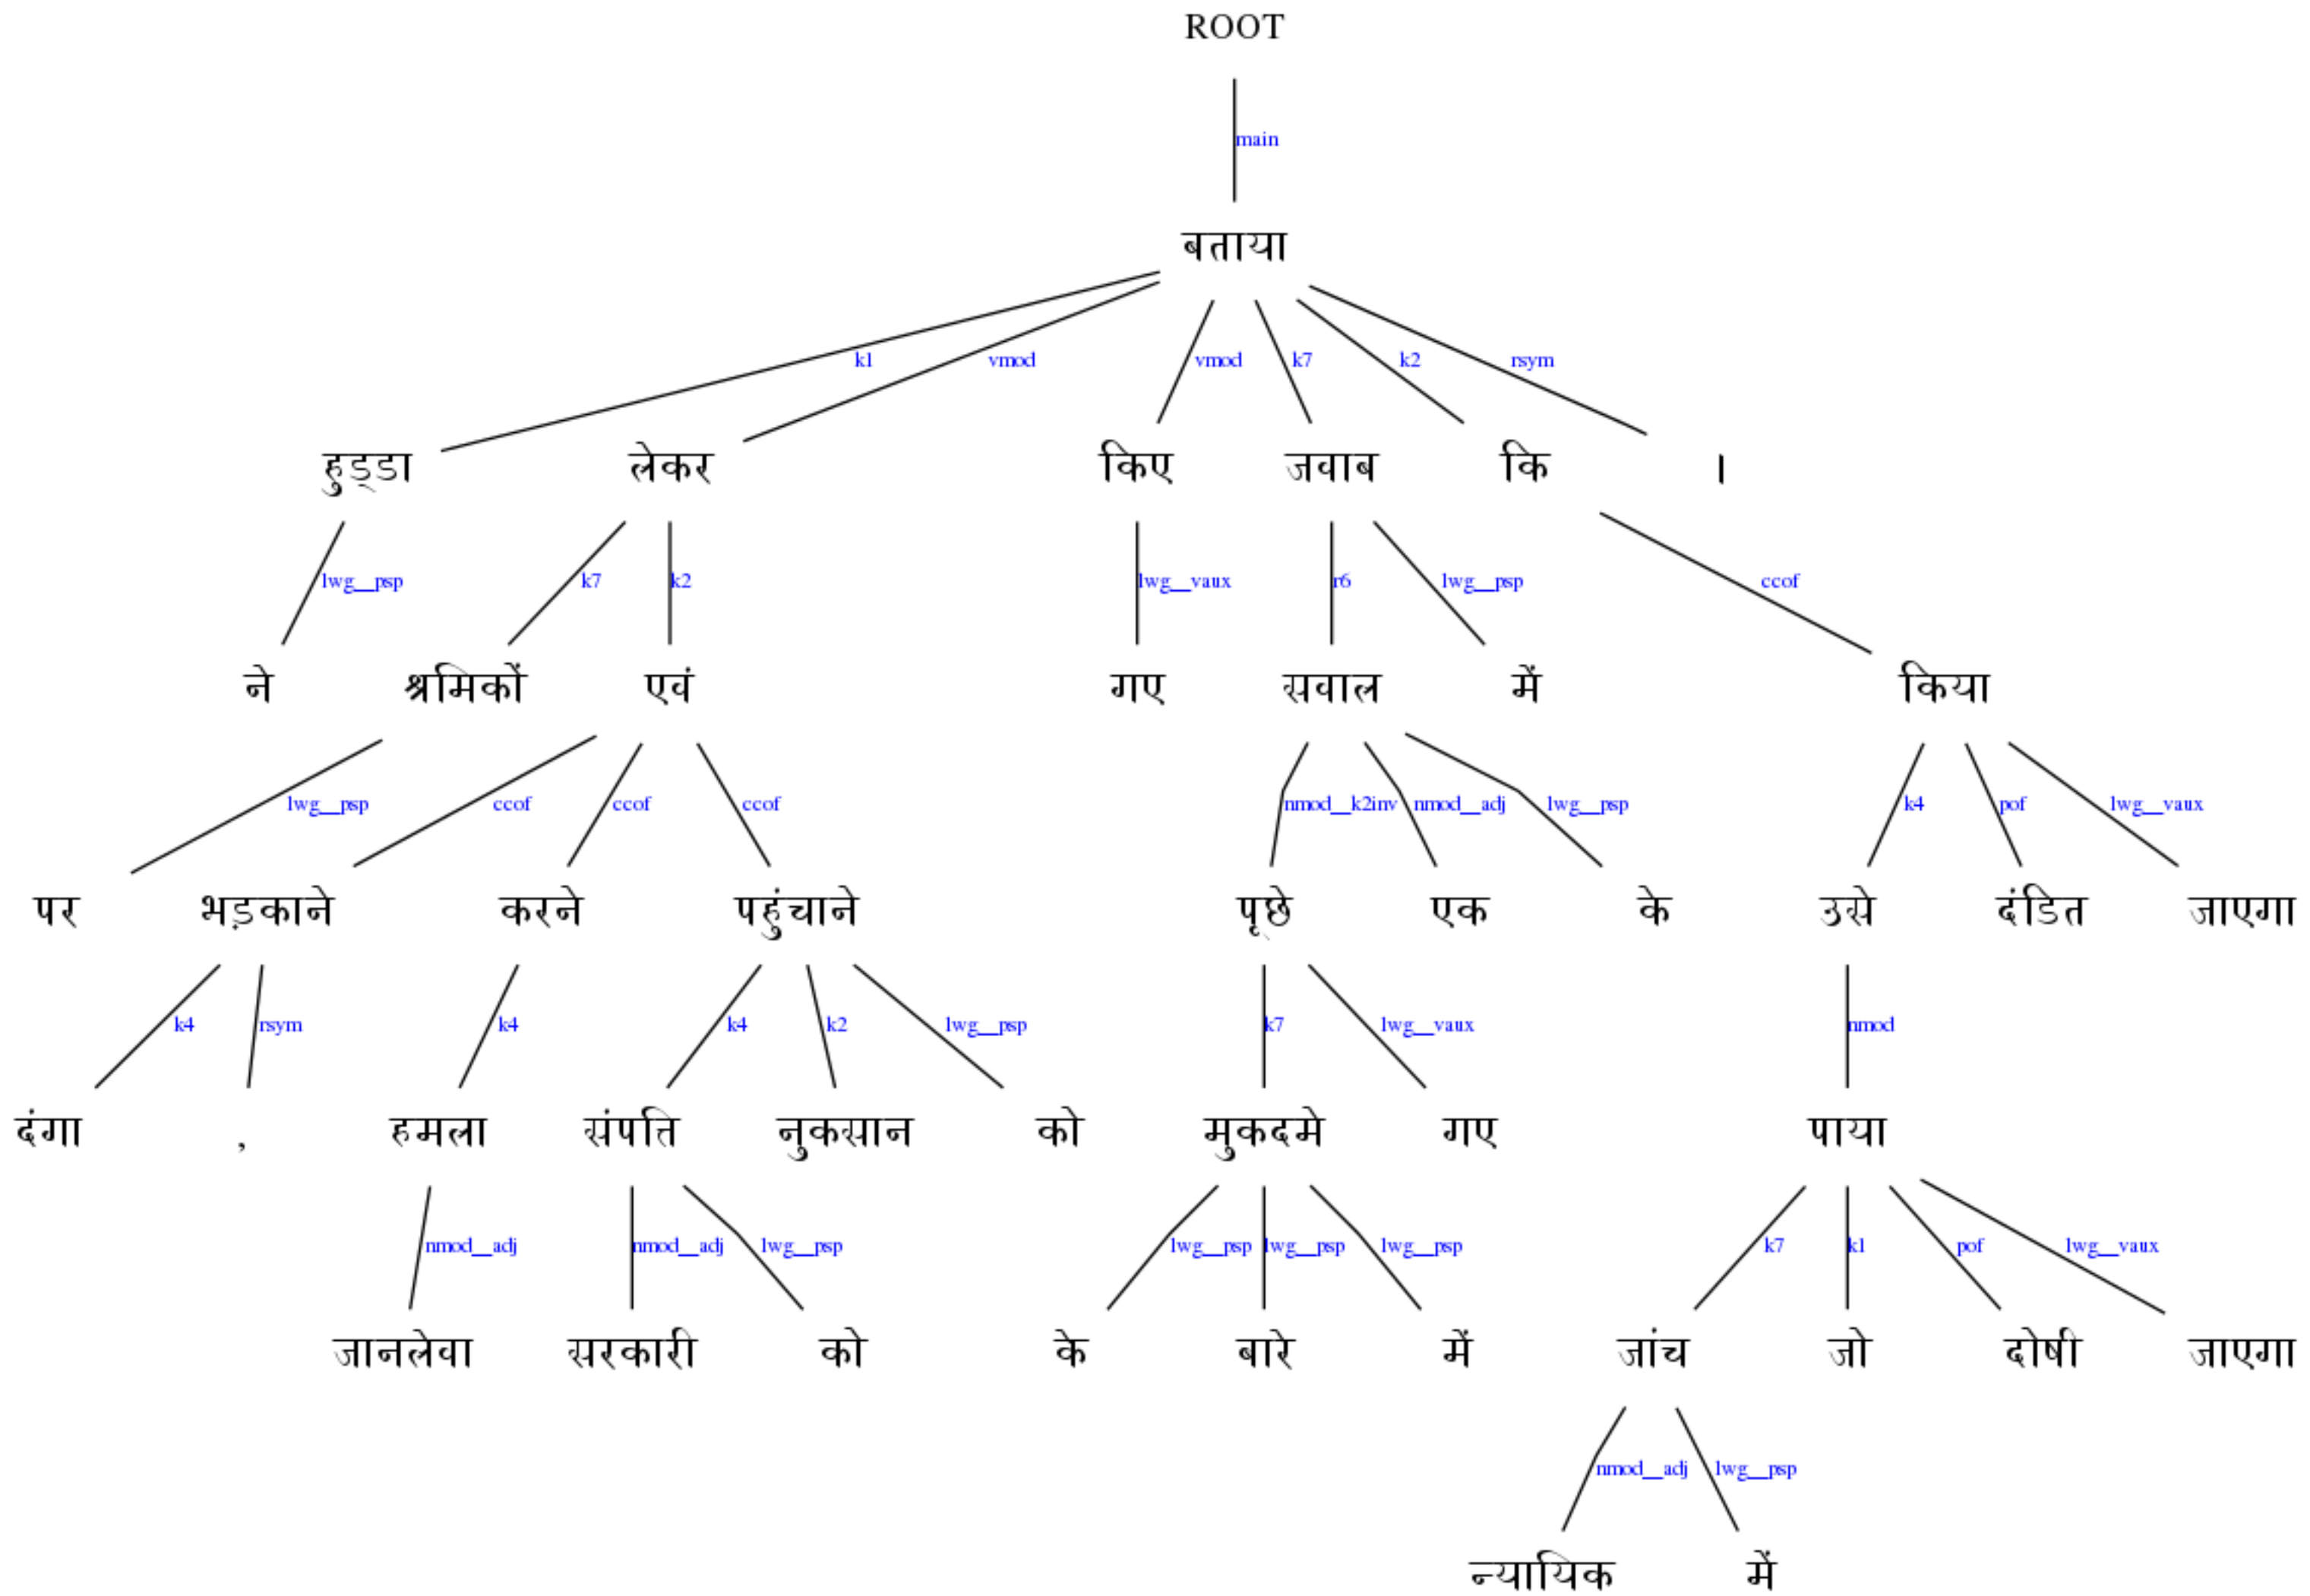 ROOT
main
बताया
k1 vmod vmod k7 k2 rsym
हुड्डा लेकर किए जवाब कि ।
lwg__psp k7 k2 lwg__vaux r6 lwg__psp ccof
ने श्रमिकों एवं गए सवाल में किया
lwg__psp ccof ccof ccof nmod__k2inv nmod__adj lwg__psp k4 pof lwg__vaux
पर भड़काने करने पहुंचाने पूछे एक के उसे दंडित जाएगा
k4 rsym k4 k4 k2 lwg__psp k7 lwg__vaux nmod
दंगा , हमला संपत्ति नुकसान को मुकदमे गए पाया
nmod__adj nmod__adj lwg__psp lwg__psp lwg__psp lwg__psp k7 k1 pof lwg__vaux
जानलेवा सरकारी को के बारे में जांच जो दोषी जाएगा
nmod__adj lwg__psp
न्यायिक में